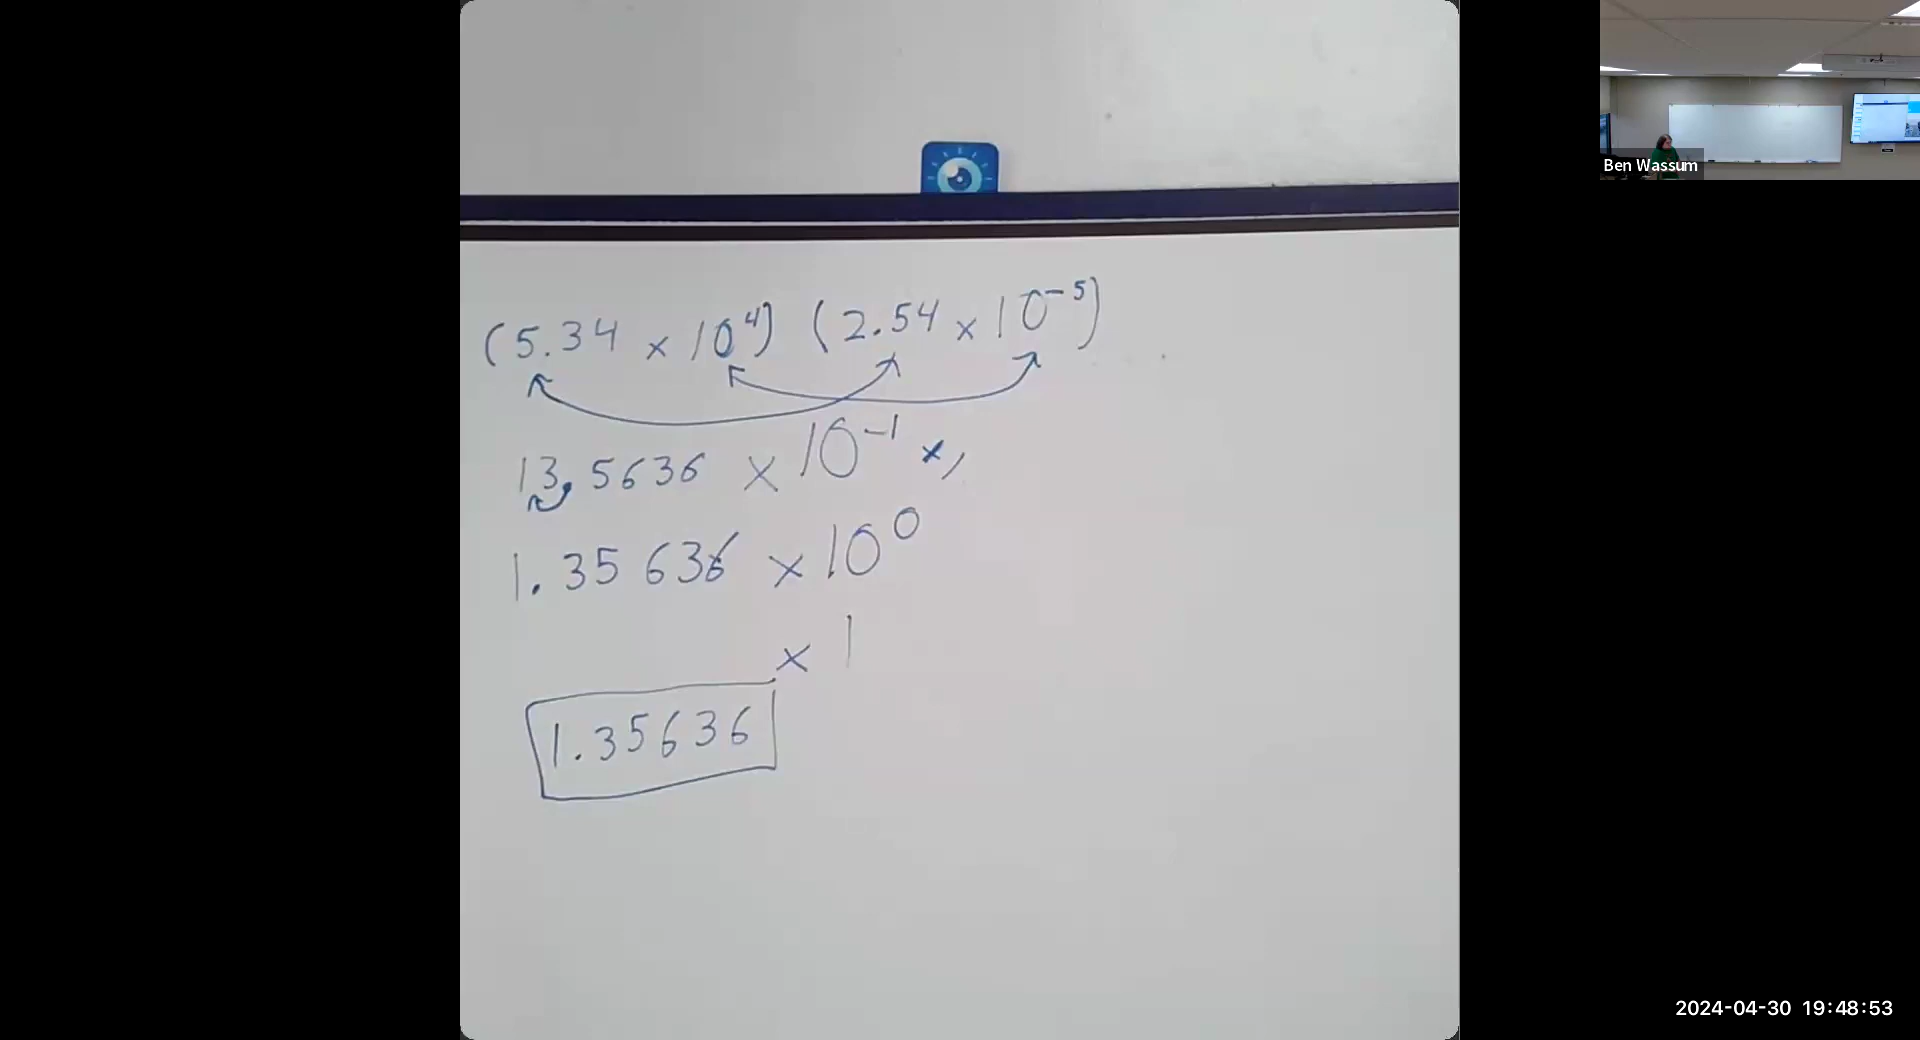 (5.34 × 10⁴) (2.54 × 10⁻⁵)
13.5636 × 10⁻¹ ×,
1.35636 × 10⁰
× 1
1.35636
Ben Wassum
2024-04-30 19:48:53